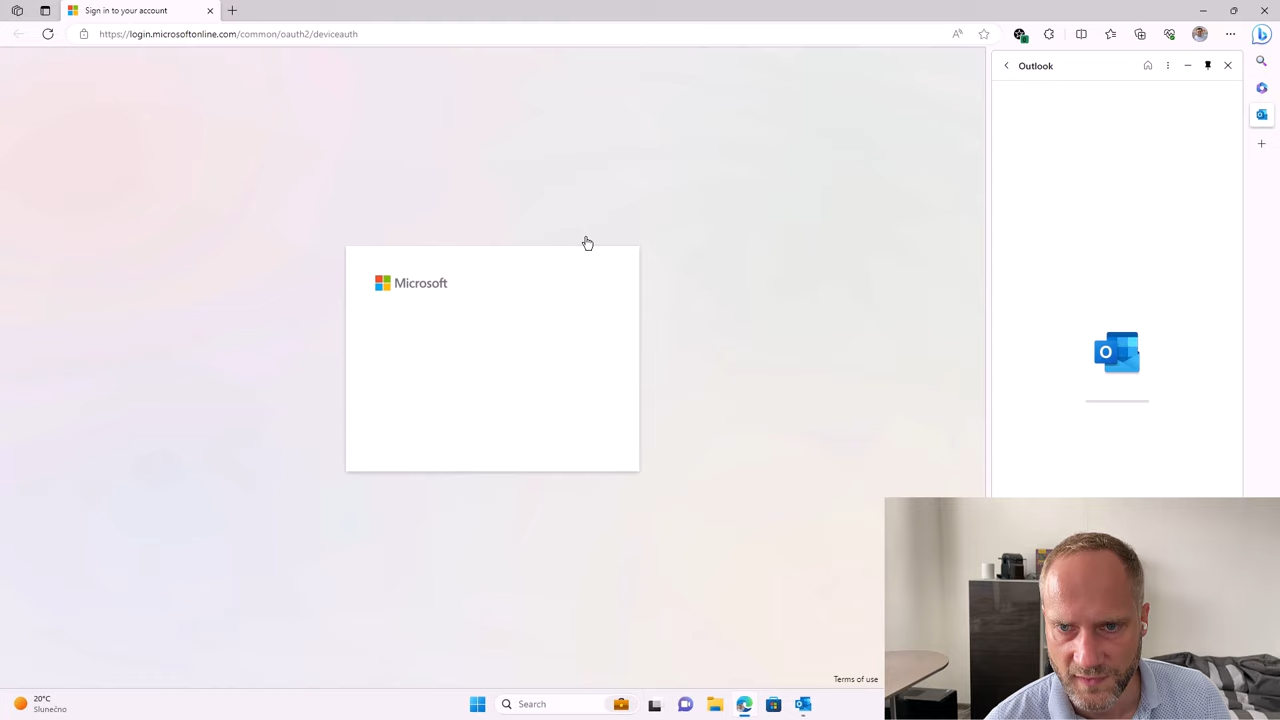 Sign in to your account
https://login.microsoftonline.com/common/oauth2/deviceauth
Outlook
Microsoft
Terms of use
20°C
Slunečno
Search